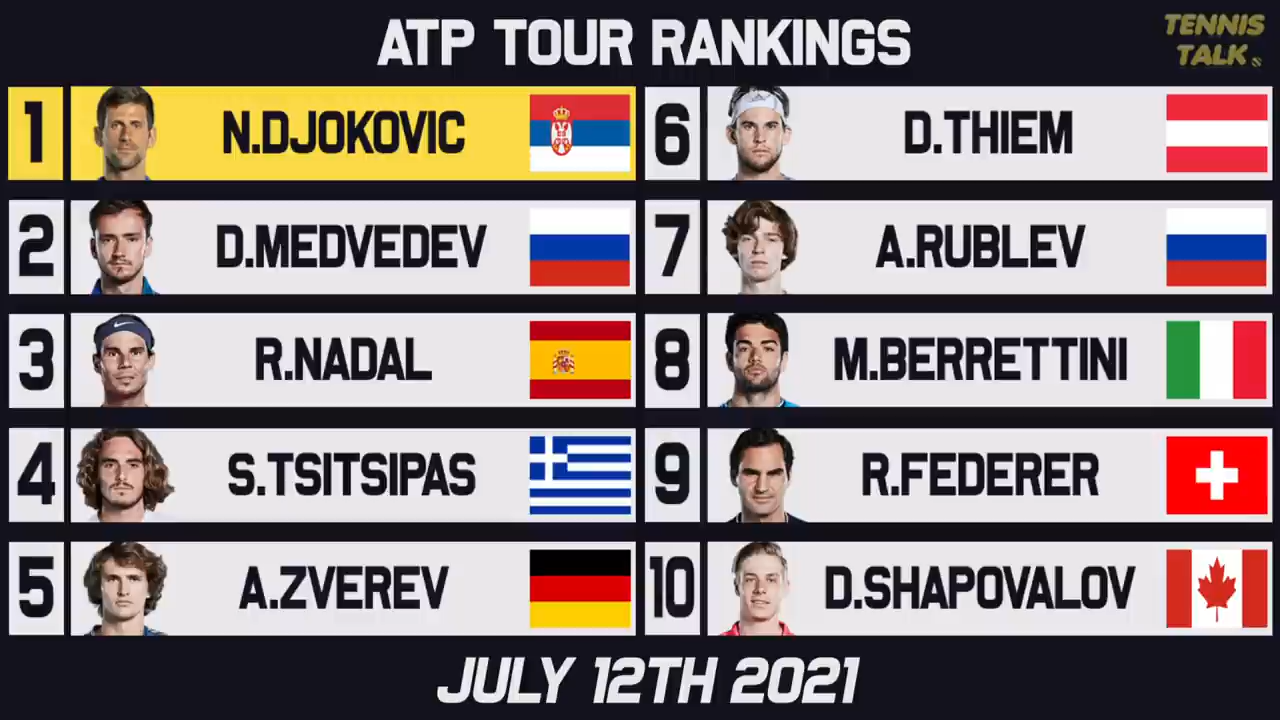 ATP TOUR RANKINGS
TENNIS
TALK
1 N.DJOKOVIC
2 D.MEDVEDEV
3 R.NADAL
4 S.TSITSIPAS
5 A.ZVEREV
6 D.THIEM
7 A.RUBLEV
8 M.BERRETTINI
9 R.FEDERER
10 D.SHAPOVALOV
JULY 12TH 2021